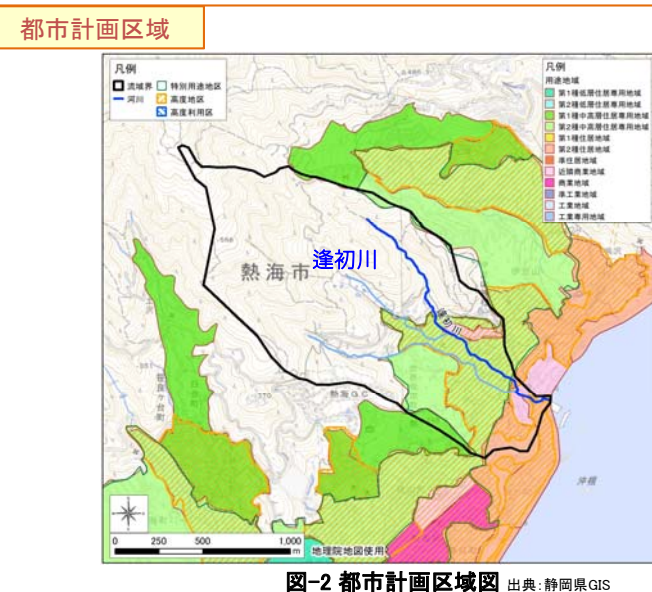 都市計画区域
凡例
流域界
特別用途地区
河川
高度地区
高度利用区
凡例
用途地域
第1種低層住居専用地域
第2種低層住居専用地域
第1種中高層住居専用地域
第2種中高層住居専用地域
第1種住居地域
第2種住居地域
準住居地域
近隣商業地域
商業地域
準工業地域
工業地域
工業専用地域
熱海市
逢初川
逢初川
熱海GC
沖根
0 250 500 1,000
m
地理院地図使用
図-2 都市計画区域図 出典:静岡県GIS